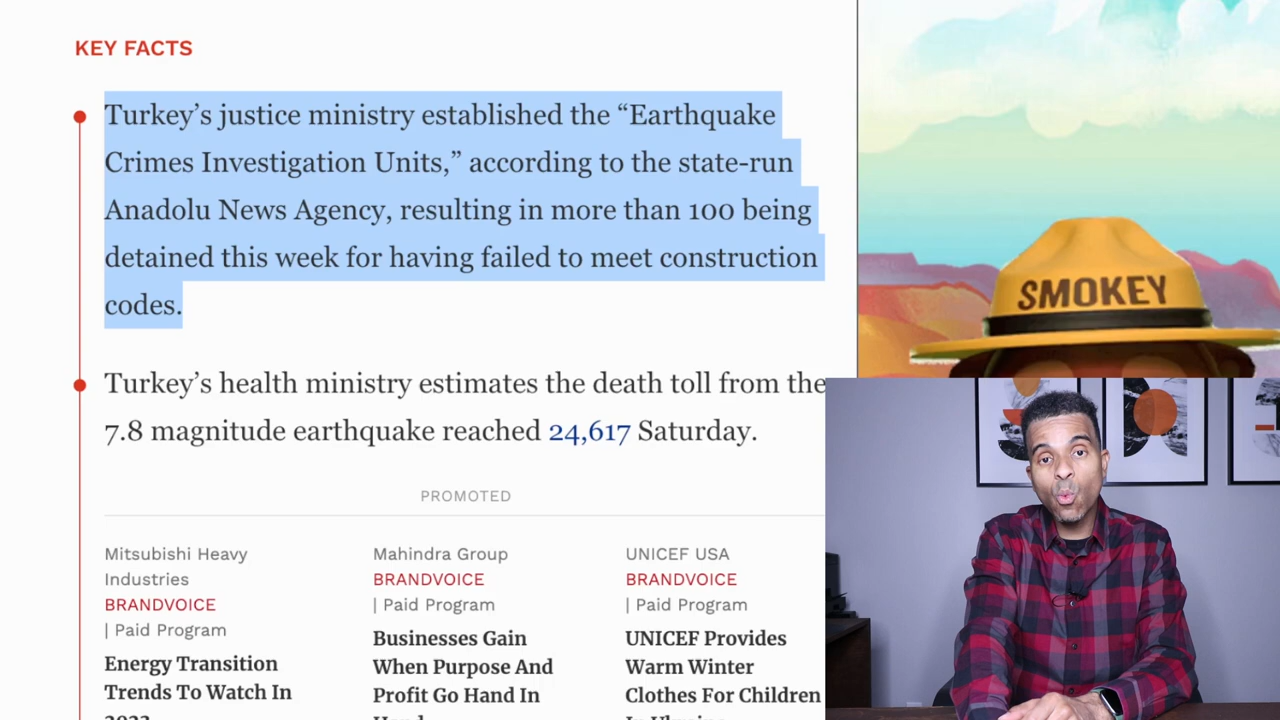 KEY FACTS
Turkey’s justice ministry established the “Earthquake
Crimes Investigation Units,” according to the state-run
Anadolu News Agency, resulting in more than 100 being
detained this week for having failed to meet construction
codes.
Turkey’s health ministry estimates the death toll from the
7.8 magnitude earthquake reached 24,617 Saturday.
PROMOTED
Mitsubishi Heavy
Industries
BRANDVOICE
| Paid Program
Energy Transition
Trends To Watch In
2023
Mahindra Group
BRANDVOICE
| Paid Program
Businesses Gain
When Purpose And
Profit Go Hand In
Hand
UNICEF USA
BRANDVOICE
| Paid Program
UNICEF Provides
Warm Winter
Clothes For Children
In Ukraine
SMOKEY